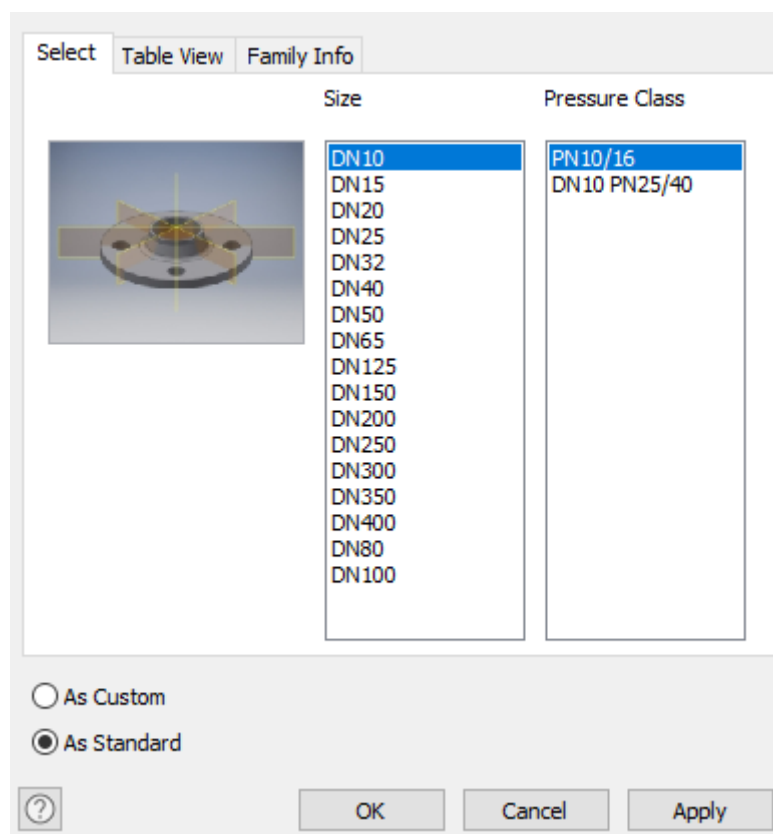 Select Table View Family Info
Size Pressure Class
DN10 PN10/16
DN15 DN10 PN25/40
DN20
DN25
DN32
DN40
DN50
DN65
DN125
DN150
DN200
DN250
DN300
DN350
DN400
DN80
DN100
As Custom
As Standard
? OK Cancel Apply